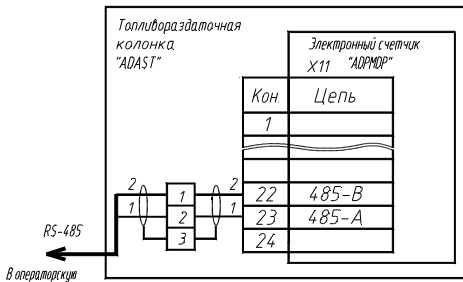 Топливораздаточная
колонка
"ADAST"
Электронный счетчик
X11 "ADPMDP"
Кон. Цепь
1
2 1 2 22 485-B
1 2 1 23 485-A
3 24
RS-485
В операторскую